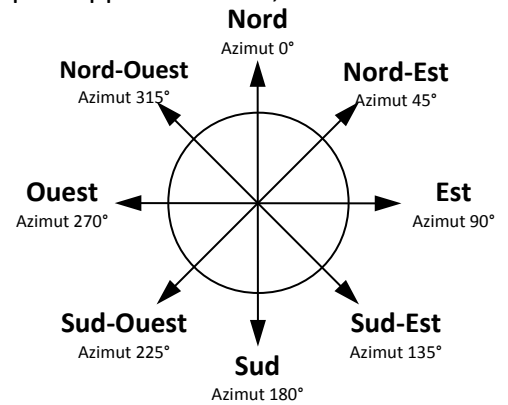 Nord
Azimut 0°
Nord-Ouest
Azimut 315°
Nord-Est
Azimut 45°
Ouest
Azimut 270°
Est
Azimut 90°
Sud-Ouest
Azimut 225°
Sud-Est
Azimut 135°
Sud
Azimut 180°